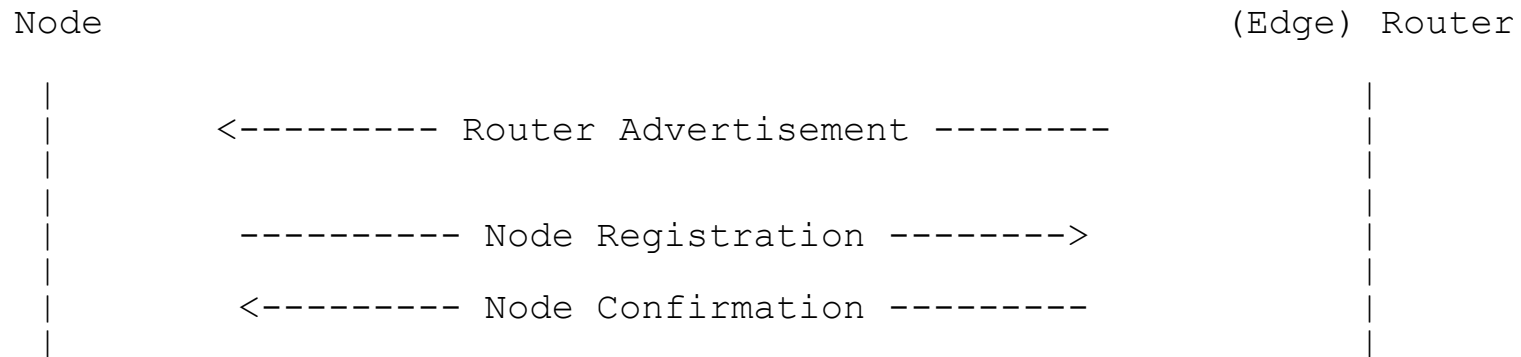 Node (Edge) Router
<--------- Router Advertisement --------
---------- Node Registration -------->
<--------- Node Confirmation ---------